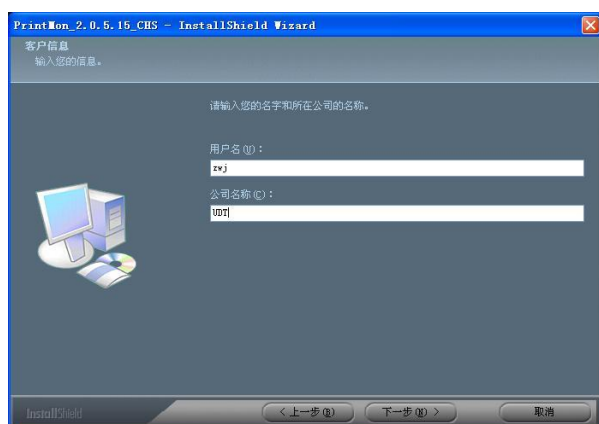 PrintMon_2.0.5.15_CHS - InstallShield Wizard
客户信息
输入您的信息。
请输入您的名字和所在公司的名称。
用户名(U)：
zwj
公司名称(C)：
UDT
InstallShield
<上一步(B)
下一步(N)>
取消